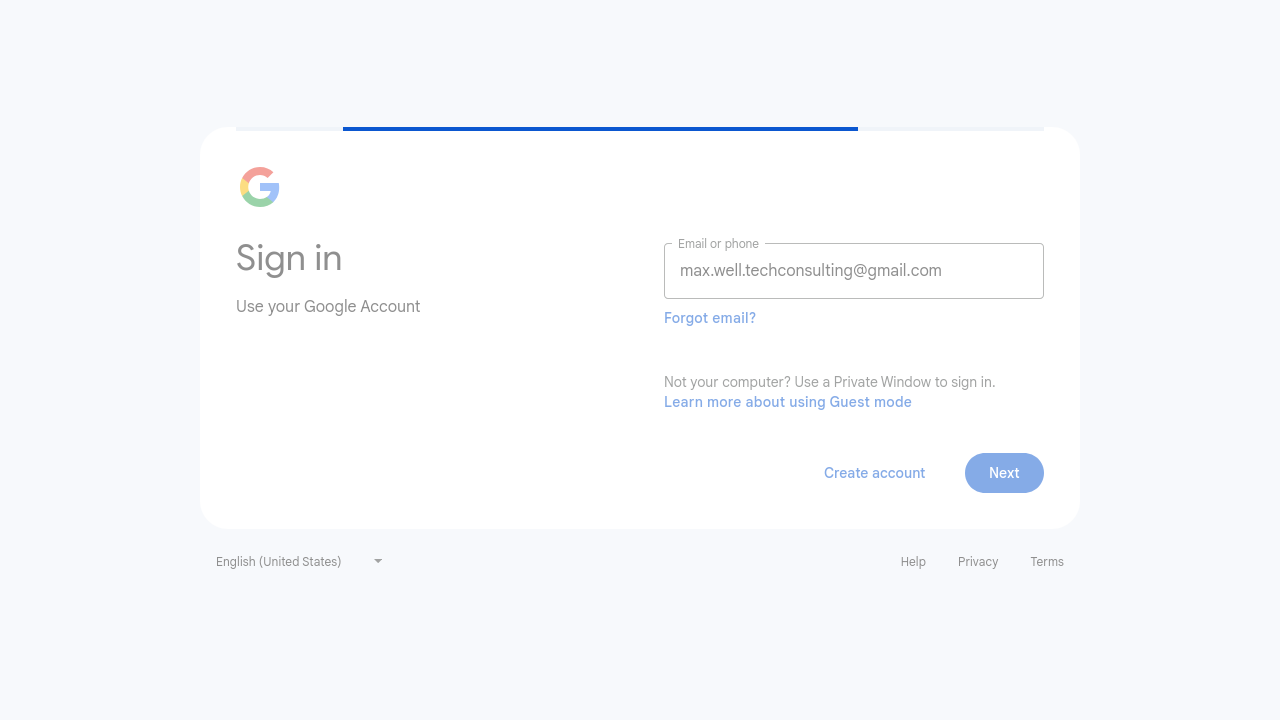 Sign in
Use your Google Account
Email or phone
max.well.techconsulting@gmail.com
Forgot email?
Not your computer? Use a Private Window to sign in.
Learn more about using Guest mode
Create account
Next
English (United States)
Help
Privacy
Terms